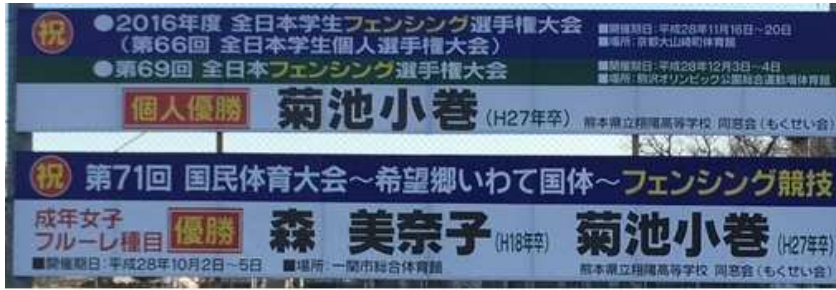 祝 ●2016年度 全日本学生フェンシング選手権大会 ■開催期日：平成28年11月16日～20日
（第66回 全日本学生個人選手権大会） ■場所：京都大山崎町体育館
●第69回 全日本フェンシング選手権大会 ■開催期日：平成28年12月3日～4日
■場所：駒沢オリンピック公園総合運動場体育館
個人優勝 菊池小巻（H27年卒） 熊本県立翔陽高等学校 同窓会（もくせい会）
祝 第71回 国民体育大会～希望郷いわて国体～フェンシング競技
成年女子
フルーレ種目 優勝 森 美奈子（H18年卒） 菊池小巻（H27年卒）
■開催期日：平成28年10月2日～5日 ■場所：一関市総合体育館 熊本県立翔陽高等学校 同窓会（もくせい会）